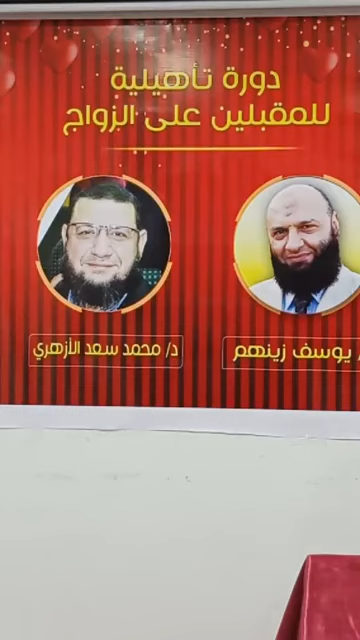 دورة تأهيلية
للمقبلين على الزواج
د/ محمد سعد الأزهري
/ يوسف زينهم